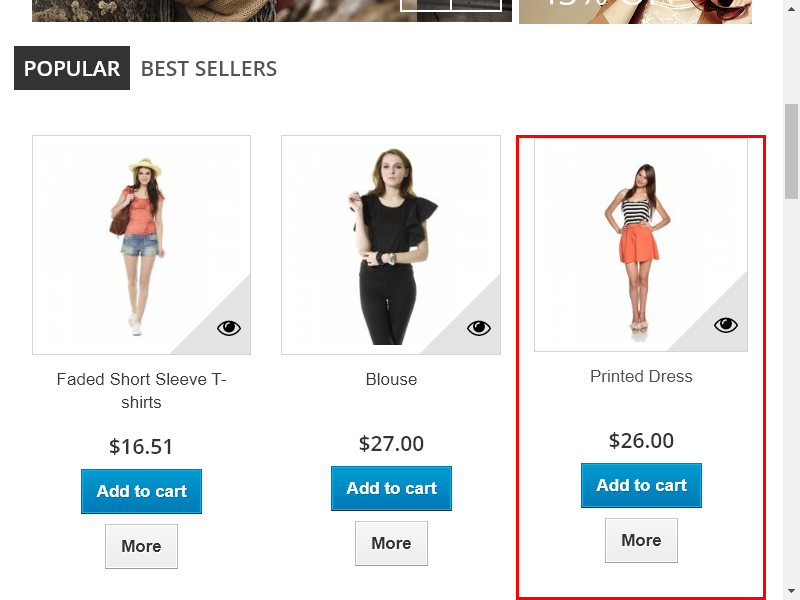 POPULAR BEST SELLERS
Faded Short Sleeve T-
shirts
$16.51
Add to cart
More
Blouse
$27.00
Add to cart
More
Printed Dress
$26.00
Add to cart
More